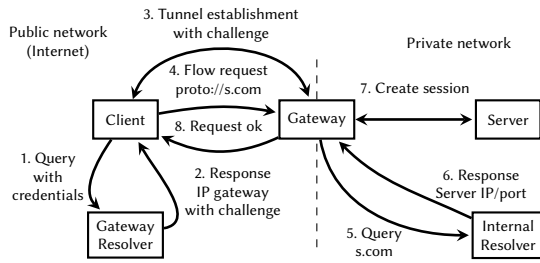 Public network
(Internet)
3. Tunnel establishment
with challenge
Private network
4. Flow request
proto://s.com
7. Create session
Client
Gateway
Server
8. Request ok
1. Query
with
credentials
2. Response
IP gateway
with challenge
6. Response
Server IP/port
Gateway
Resolver
5. Query
s.com
Internal
Resolver